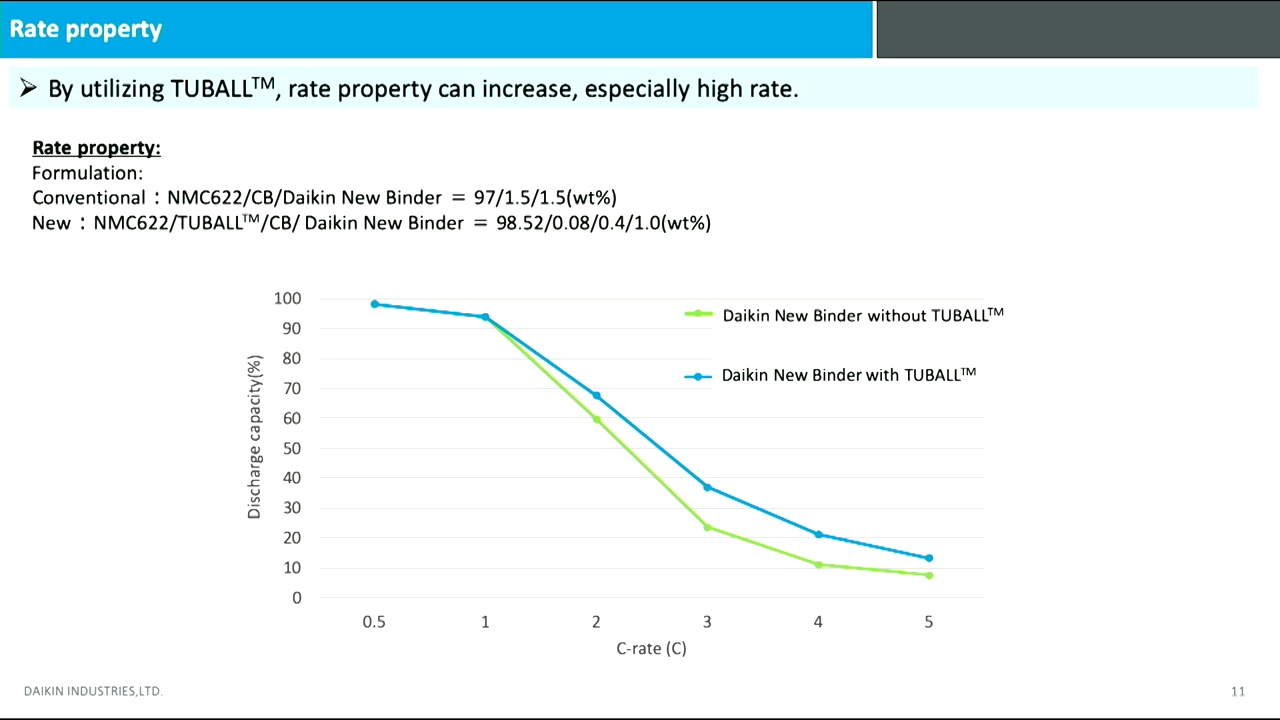 Rate property
➢ By utilizing TUBALL™, rate property can increase, especially high rate.
Rate property:
Formulation:
Conventional：NMC622/CB/Daikin New Binder ＝ 97/1.5/1.5(wt%)
New：NMC622/TUBALL™/CB/ Daikin New Binder ＝ 98.52/0.08/0.4/1.0(wt%)
100
90
80
70
60
50
40
30
20
10
0
Discharge capacity(%)
Daikin New Binder without TUBALL™
Daikin New Binder with TUBALL™
0.5 1 2 3 4 5
C-rate (C)
DAIKIN INDUSTRIES,LTD. 11